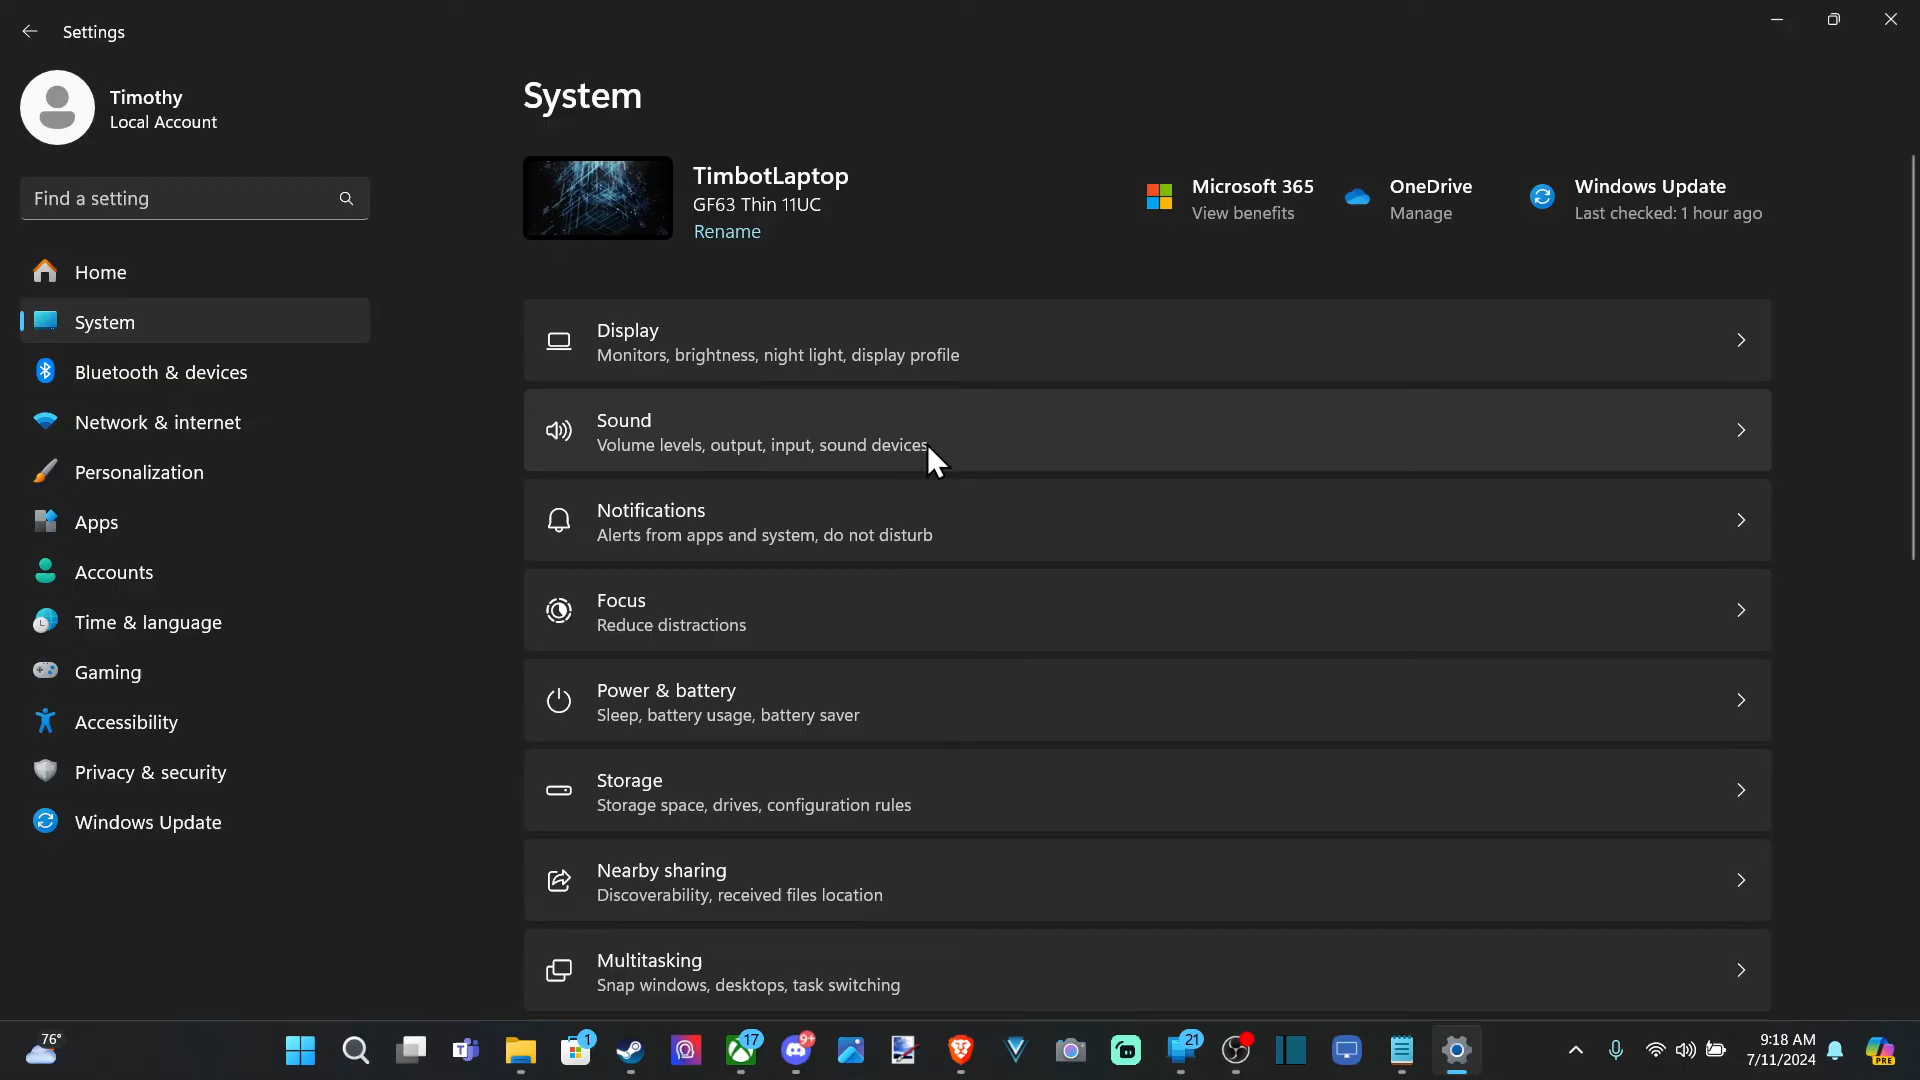 Settings
Timothy
Local Account
Find a setting
Home
System
Bluetooth & devices
Network & internet
Personalization
Apps
Accounts
Time & language
Gaming
Accessibility
Privacy & security
Windows Update
System
TimbotLaptop
GF63 Thin 11UC
Rename
Microsoft 365
View benefits
OneDrive
Manage
Windows Update
Last checked: 1 hour ago
Display
Monitors, brightness, night light, display profile
Sound
Volume levels, output, input, sound devices
Notifications
Alerts from apps and system, do not disturb
Focus
Reduce distractions
Power & battery
Sleep, battery usage, battery saver
Storage
Storage space, drives, configuration rules
Nearby sharing
Discoverability, received files location
Multitasking
Snap windows, desktops, task switching
76°
1
17
9+
21
9:18 AM
7/11/2024
PRE